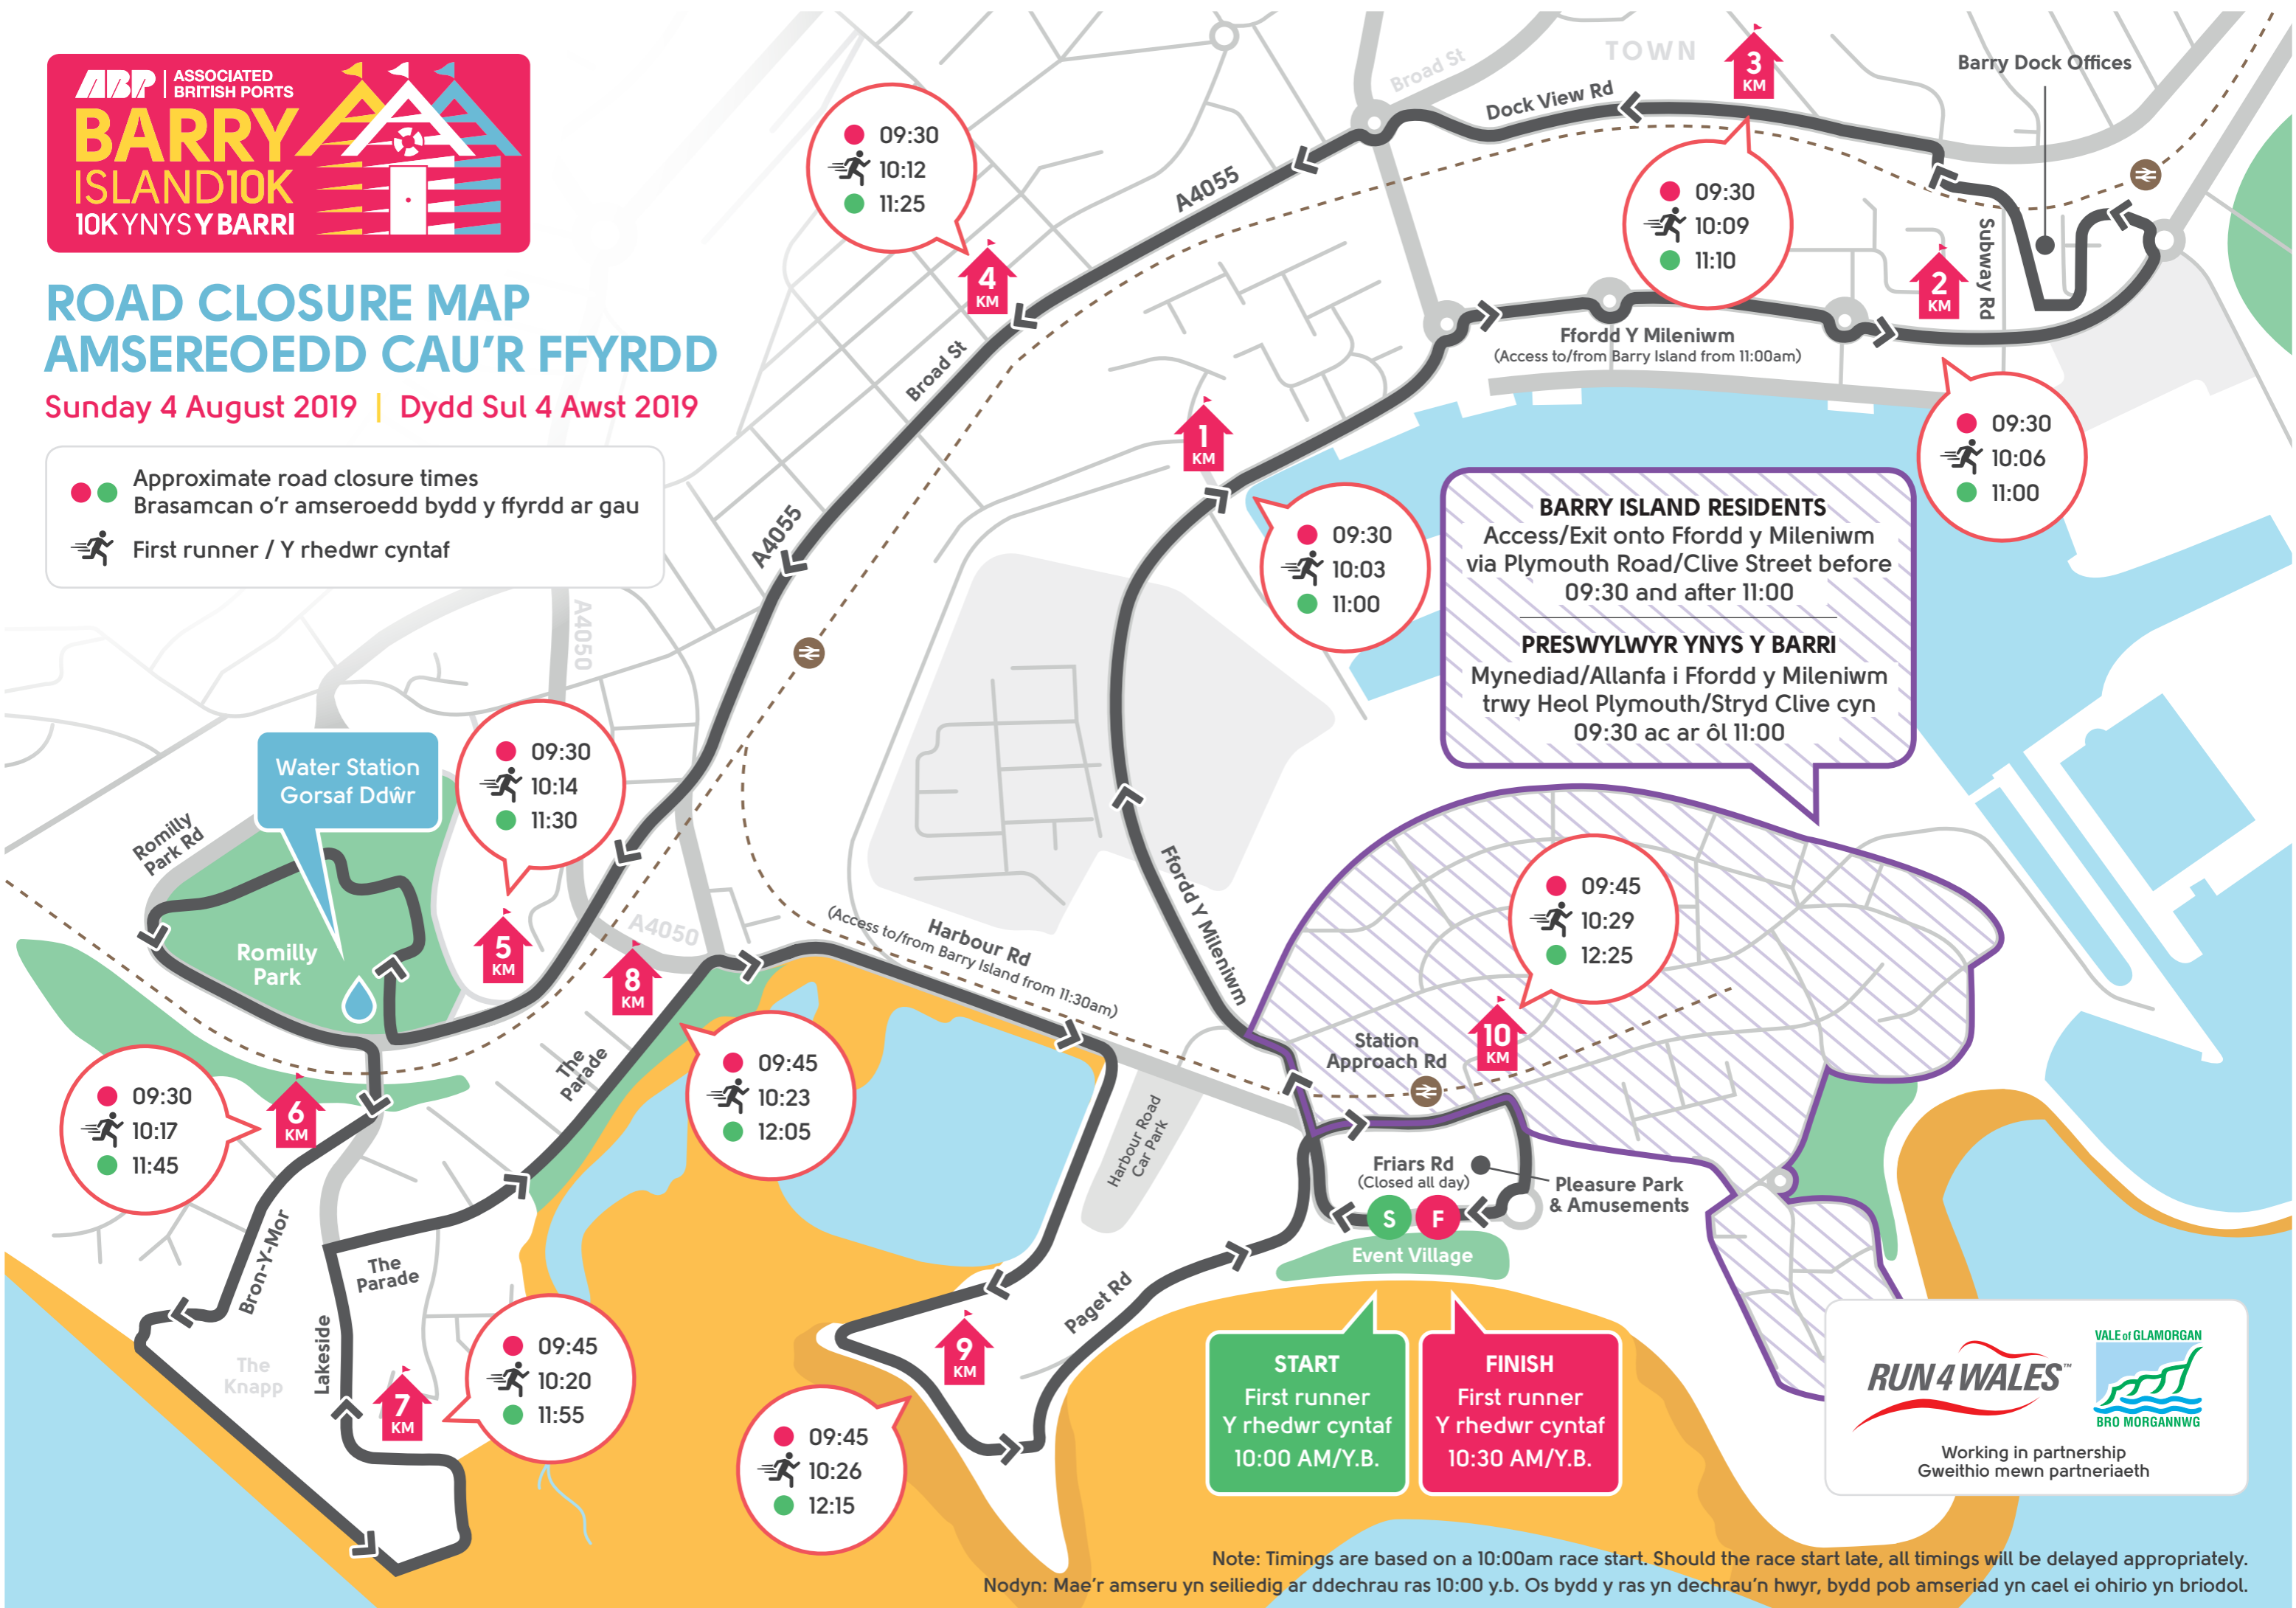 ABP
ASSOCIATED
BRITISH PORTS
BARRY
ISLAND10K
10K YNYS Y BARRI
ROAD CLOSURE MAP
AMSEREOEDD CAU'R FFYRDD
Sunday 4 August 2019 | Dydd Sul 4 Awst 2019
Approximate road closure times
Brasamcan o'r amseroedd bydd y ffyrdd ar gau
First runner / Y rhedwr cyntaf
TOWN
Broad St
Dock View Rd
3
KM
Barry Dock Offices
09:30
10:12
11:25
4
KM
A4055
09:30
10:09
11:10
2
KM
Subway Rd
Ffordd Y Mileniwm
(Access to/from Barry Island from 11:00am)
09:30
10:06
11:00
Broad St
1
KM
09:30
10:03
11:00
A4055
A4050
BARRY ISLAND RESIDENTS
Access/Exit onto Ffordd y Mileniwm
via Plymouth Road/Clive Street before
09:30 and after 11:00
PRESWYLWYR YNYS Y BARRI
Mynediad/Allanfa i Ffordd y Mileniwm
trwy Heol Plymouth/Stryd Clive cyn
09:30 ac ar ôl 11:00
Water Station
Gorsaf Ddŵr
09:30
10:14
11:30
5
KM
Romilly
Park Rd
Romilly
Park
A4050
8
KM
Harbour Rd
(Access to/from Barry Island from 11:30am)
Ffordd Y Mileniwm
09:45
10:29
12:25
10
KM
Station
Approach Rd
09:30
10:17
11:45
6
KM
The
Parade
09:45
10:23
12:05
Harbour Road
Car Park
Friars Rd
(Closed all day)
Pleasure Park
& Amusements
S
F
Event Village
Bron-Y-Mor
The
Parade
Lakeside
The
Knapp
7
KM
09:45
10:20
11:55
Paget Rd
9
KM
09:45
10:26
12:15
START
First runner
Y rhedwr cyntaf
10:00 AM/Y.B.
FINISH
First runner
Y rhedwr cyntaf
10:30 AM/Y.B.
RUN 4 WALES™
VALE of GLAMORGAN
BRO MORGANNWG
Working in partnership
Gweithio mewn partneriaeth
Note: Timings are based on a 10:00am race start. Should the race start late, all timings will be delayed appropriately.
Nodyn: Mae'r amseru yn seiliedig ar ddechrau ras 10:00 y.b. Os bydd y ras yn dechrau'n hwyr, bydd pob amseriad yn cael ei ohirio yn briodol.